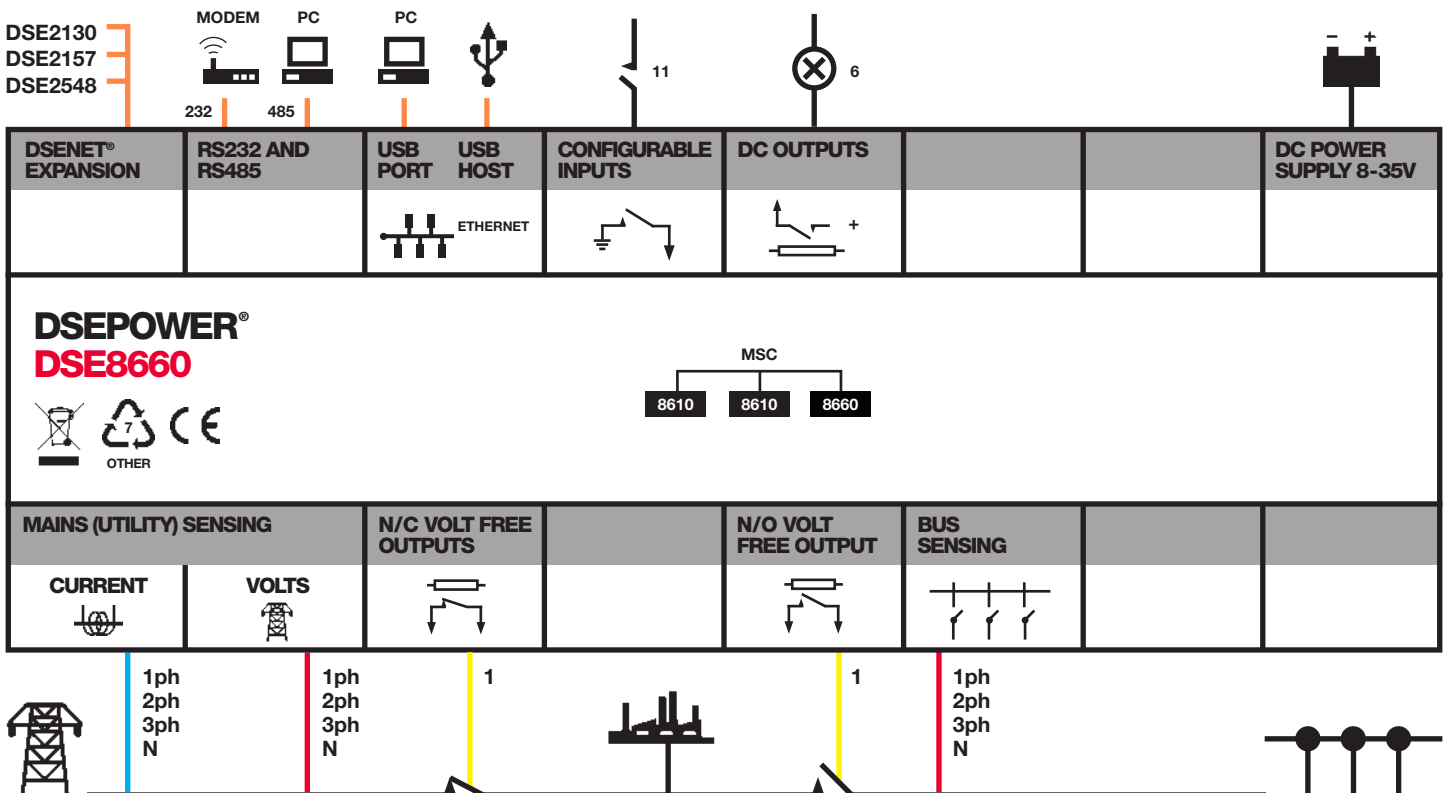 DSE2130
DSE2157
DSE2548
MODEM
PC
PC
232
485
11
6
- +
DSENET®
EXPANSION
RS232 AND
RS485
USB
PORT
USB
HOST
CONFIGURABLE
INPUTS
DC OUTPUTS
DC POWER
SUPPLY 8-35V
ETHERNET
+
DSEPOWER®
DSE8660
7
OTHER
CE
MSC
8610
8610
8660
MAINS (UTILITY) SENSING
N/C VOLT FREE
OUTPUTS
N/O VOLT
FREE OUTPUT
BUS
SENSING
CURRENT
VOLTS
1ph
2ph
3ph
N
1ph
2ph
3ph
N
1
1
1ph
2ph
3ph
N